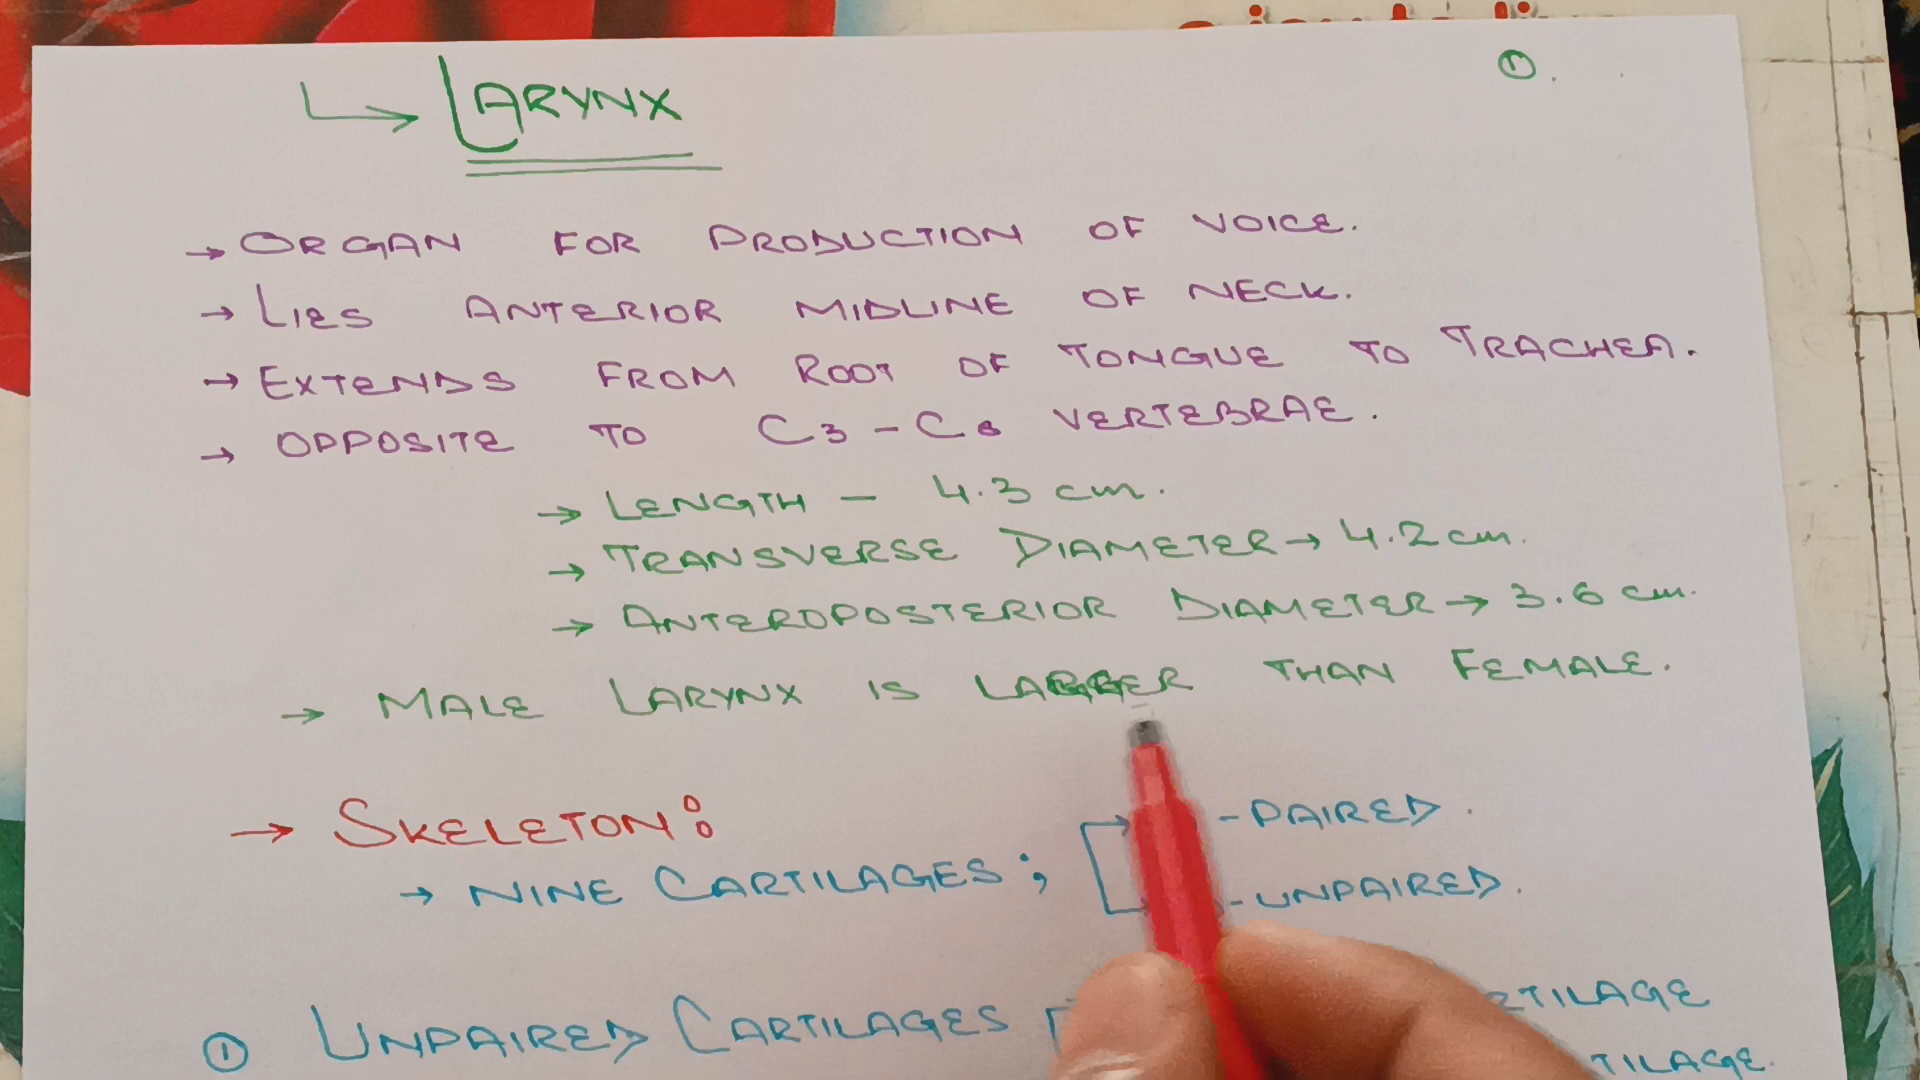 ①.
→ LARYNX
→ ORGAN FOR PRODUCTION OF VOICE.
→ LIES ANTERIOR MIDLINE OF NECK.
→ EXTENDS FROM ROOT OF TONGUE TO TRACHEA.
→ OPPOSITE TO C3 - C6 VERTEBRAE.
→ LENGTH - 4.3 cm.
→ TRANSVERSE DIAMETER → 4.2 cm.
→ ANTEROPOSTERIOR DIAMETER → 3.6 cm.
→ MALE LARYNX IS LARGER THAN FEMALE.
→ SKELETON:
- PAIRED.
→ NINE CARTILAGES;
- UNPAIRED.
① UNPAIRED CARTILAGES